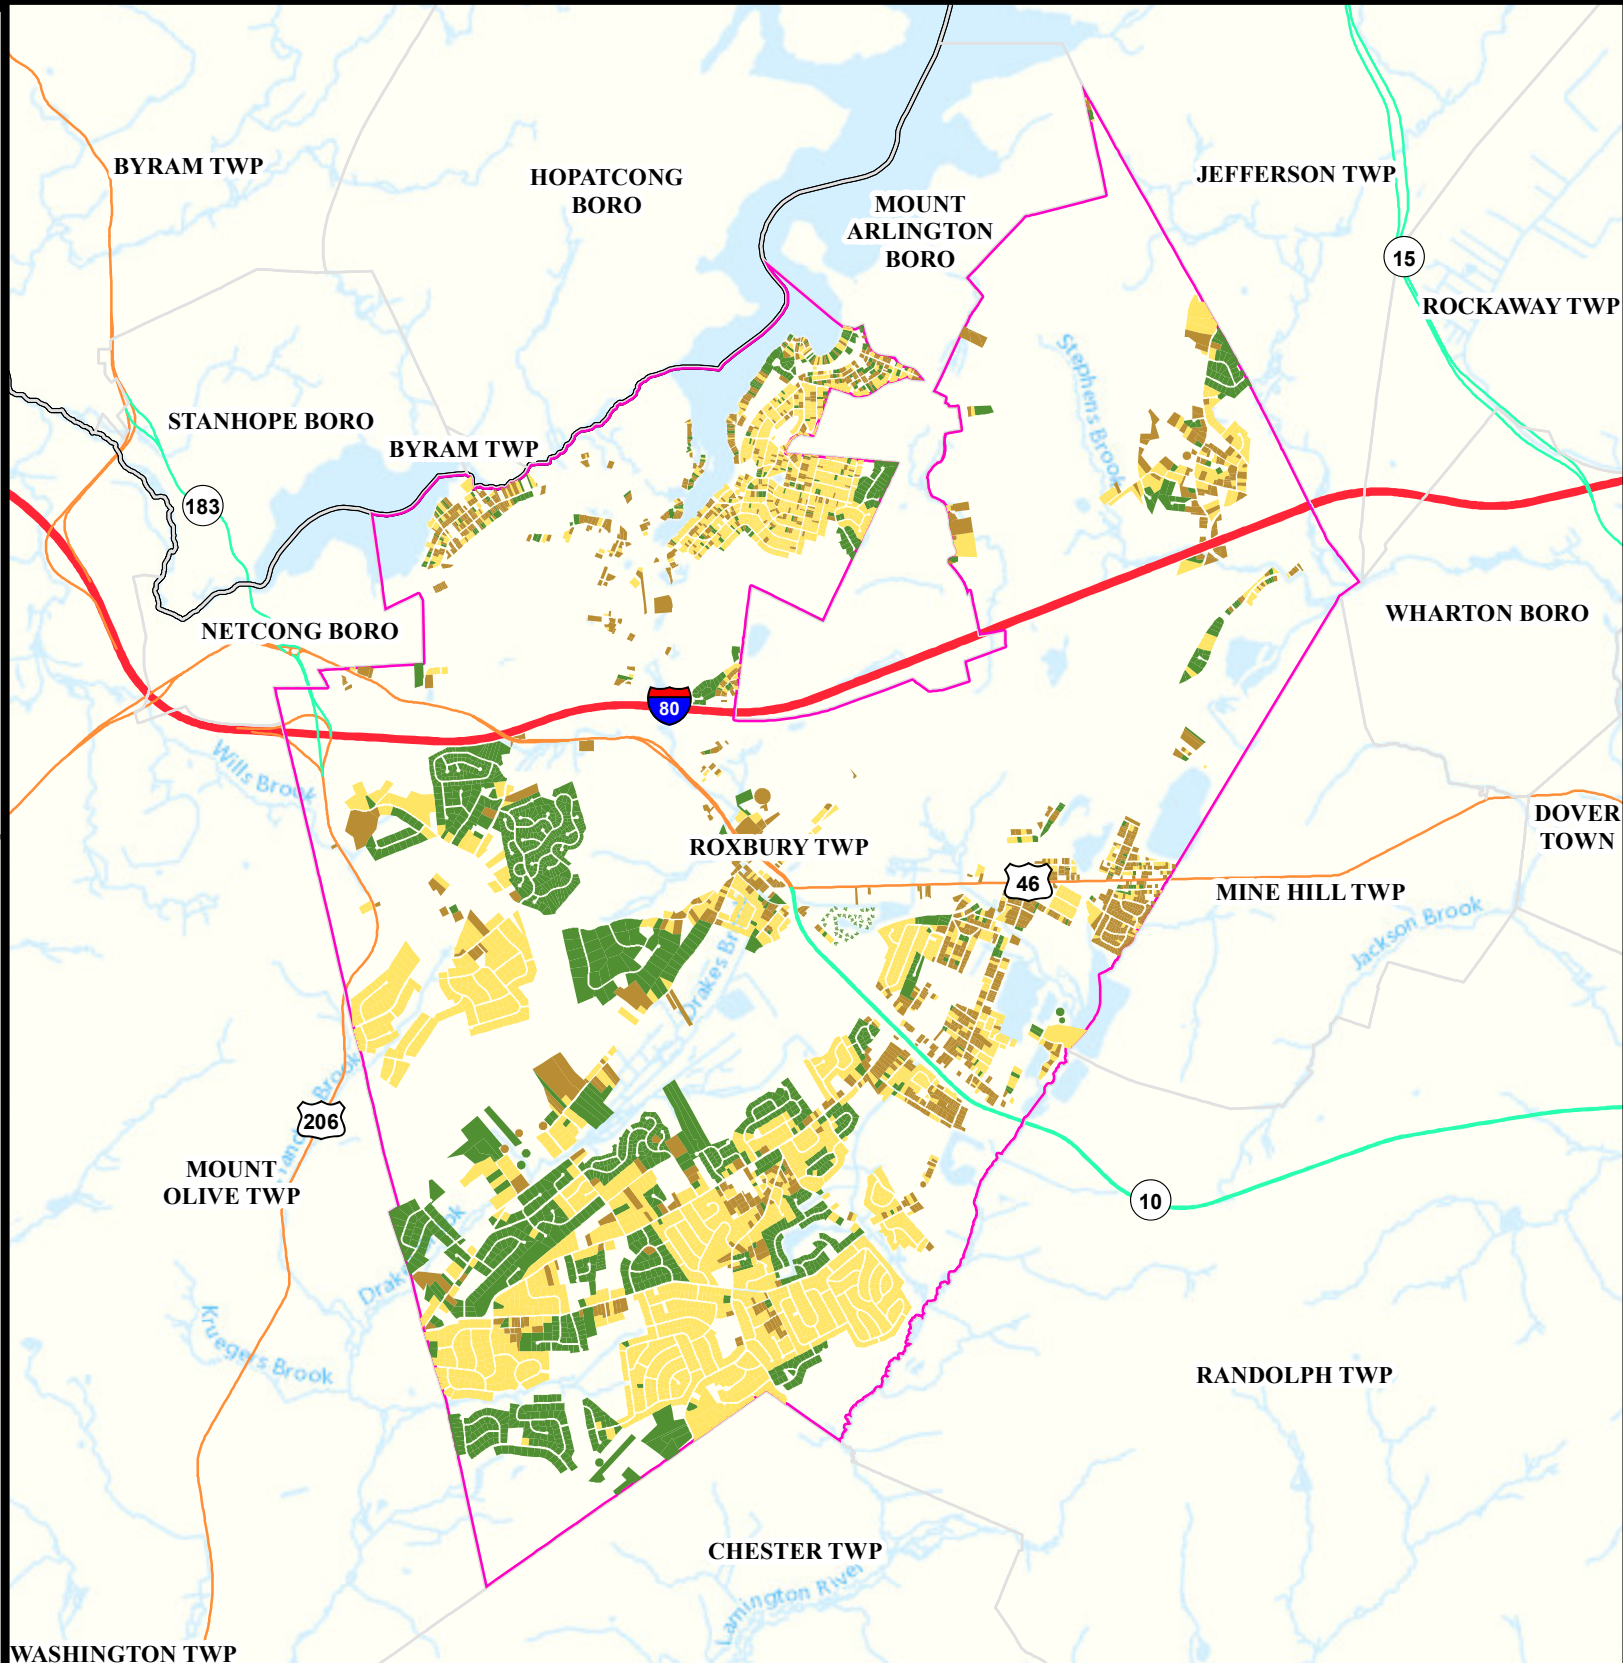 BYRAM TWP
HOPATCONG
BORO
MOUNT
ARLINGTON
BORO
JEFFERSON TWP
15
ROCKAWAY TWP
Stephens Brook
STANHOPE BORO
BYRAM TWP
183
NETCONG BORO
WHARTON BORO
80
Wills Brook
DOVER
TOWN
ROXBURY TWP
46
MINE HILL TWP
Jackson Brook
Drakes Br
Brook
206
MOUNT
OLIVE TWP
10
Kruegers Brook
RANDOLPH TWP
CHESTER TWP
Lamington River
WASHINGTON TWP